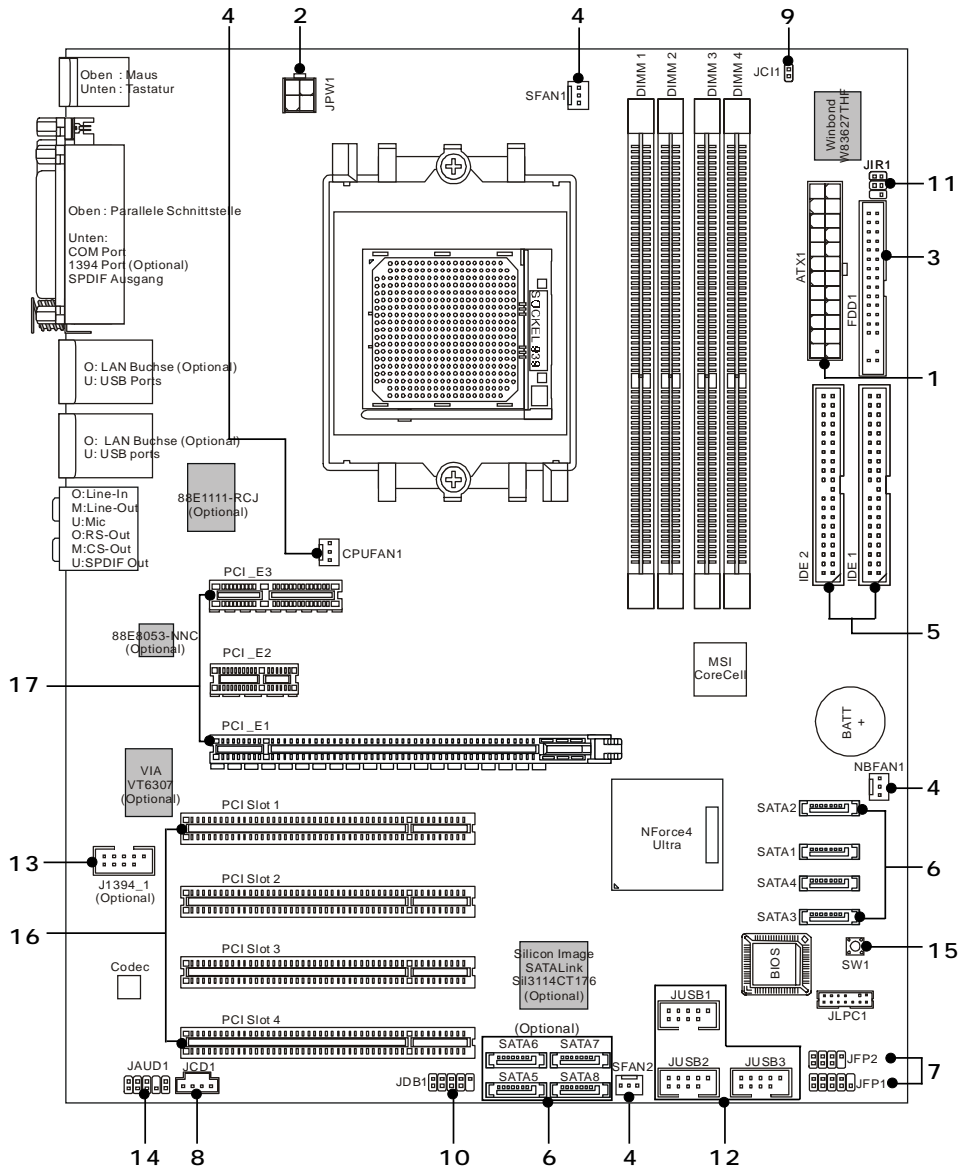 4
2
4
9
Oben : Maus
Unten : Tastatur
JPW1
SFAN1
DIMM 1
DIMM 2
DIMM 3
DIMM 4
JCI1
Winbond
W83627THF
JIR1
11
Oben : Parallele Schnittstelle
Unten:
COM Port
1394 Port (Optional)
SPDIF Ausgang
SOCKEL 939
ATX1
FDD1
3
1
O: LAN Buchse (Optional)
U: USB Ports
O: LAN Buchse (Optional)
U: USB ports
O:Line-In
M:Line-Out
U:Mic
O:RS-Out
M:CS-Out
U:SPDIF Out
88E1111-RCJ
(Optional)
CPUFAN1
IDE 2
IDE 1
5
PCI_E3
88E8053-NNC
(Optional)
PCI_E2
17
MSI
CoreCell
PCI_E1
BATT
+
VIA
VT6307
(Optional)
NBFAN1
4
PCI Slot 1
SATA2
NForce4
Ultra
13
J1394_1
(Optional)
SATA1
6
PCI Slot 2
SATA4
16
SATA3
PCI Slot 3
Codec
Silicon Image
SATALink
Sil3114CT176
(Optional)
BIOS
SW1
15
JUSB1
JLPC1
PCI Slot 4
(Optional)
SATA6
SATA7
JAUD1
JCD1
JDB1
SATA5
SATA8
SFAN2
JUSB2
JUSB3
JFP2
JFP1
7
14
8
10
6
4
12